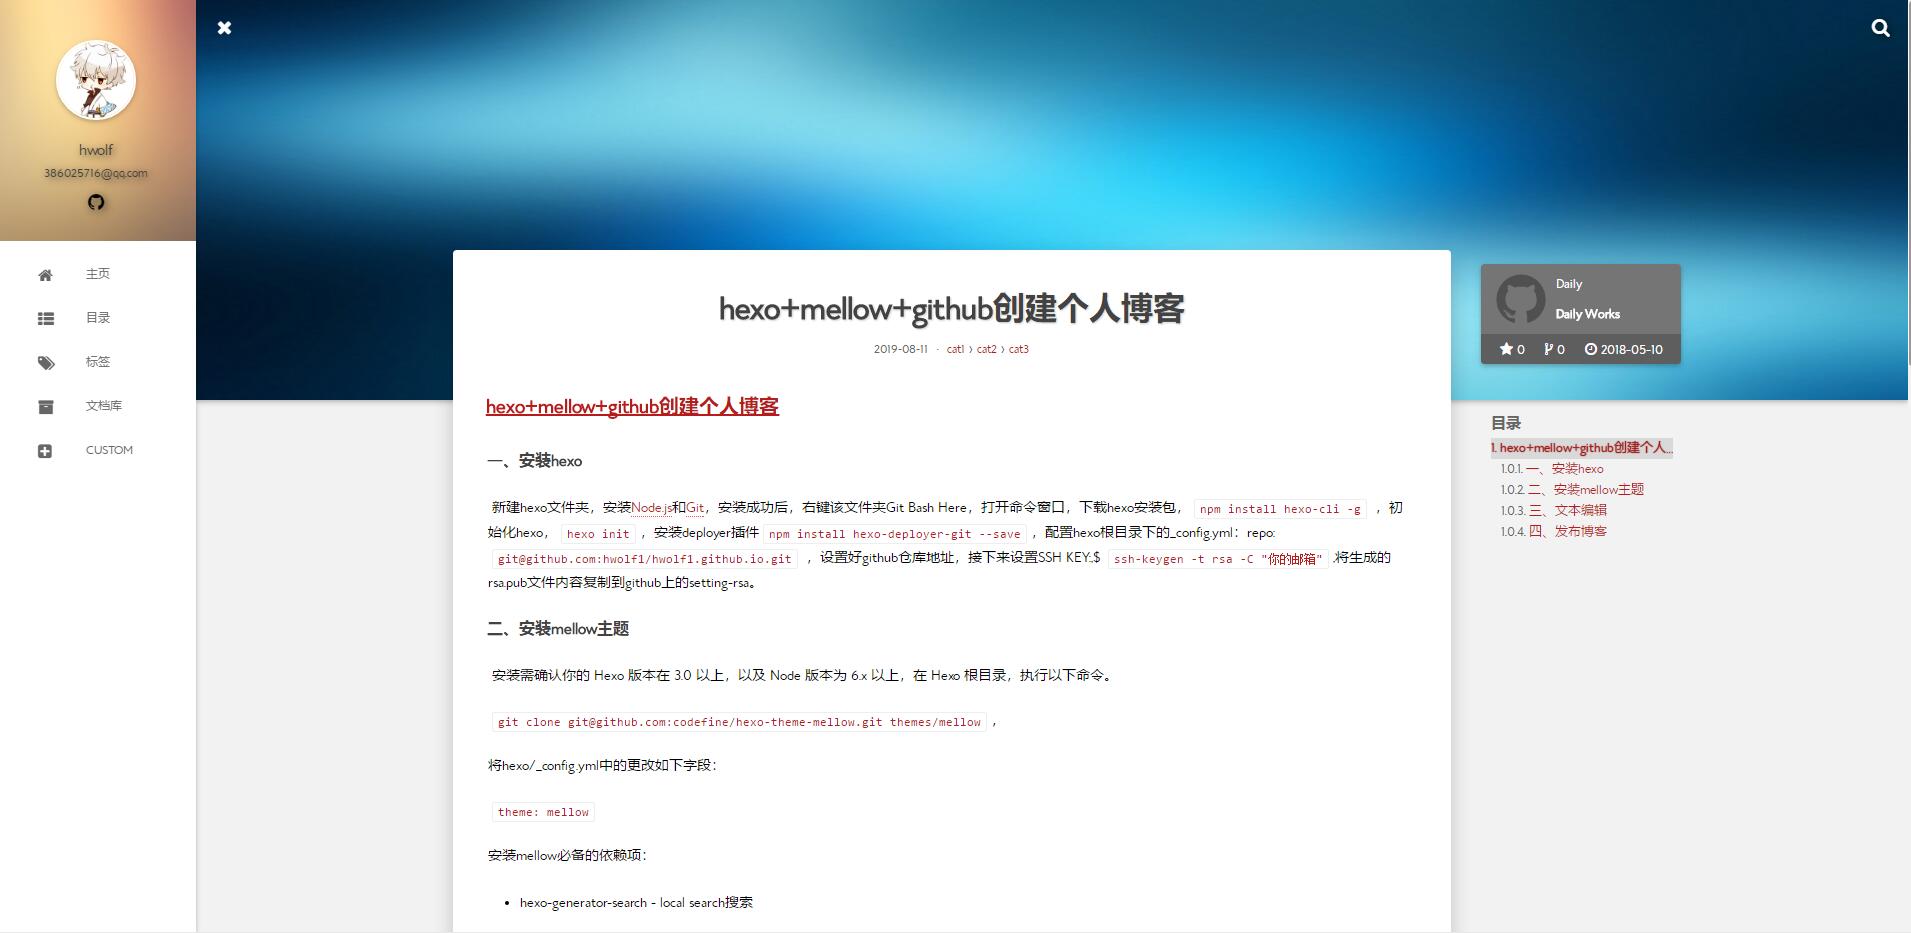 hwolf
386025716@qq.com
主页
目录
标签
文档库
CUSTOM
hexo+mellow+github创建个人博客
2019-08-11 · cat1 › cat2 › cat3
hexo+mellow+github创建个人博客
一、安装hexo
新建hexo文件夹，安装Node.js和Git，安装成功后，右键该文件夹Git Bash Here，打开命令窗口，下载hexo安装包， npm install hexo-cli -g ，初
始化hexo， hexo init ，安装deployer插件 npm install hexo-deployer-git --save ，配置hexo根目录下的_config.yml：repo:
git@github.com:hwolf1/hwolf1.github.io.git ，设置好github仓库地址，接下来设置SSH KEY:,$ ssh-keygen -t rsa -C "你的邮箱" .将生成的
rsa.pub文件内容复制到github上的setting-rsa。
二、安装mellow主题
安装需确认你的 Hexo 版本在 3.0 以上，以及 Node 版本为 6.x 以上，在 Hexo 根目录，执行以下命令。
git clone git@github.com:codefine/hexo-theme-mellow.git themes/mellow ，
将hexo/_config.yml中的更改如下字段：
theme: mellow
安装mellow必备的依赖项：
• hexo-generator-search - local search搜索
Daily
Daily Works
0 0 2018-05-10
目录
1. hexo+mellow+github创建个人...
1.0.1. 一、安装hexo
1.0.2. 二、安装mellow主题
1.0.3. 三、文本编辑
1.0.4. 四、发布博客